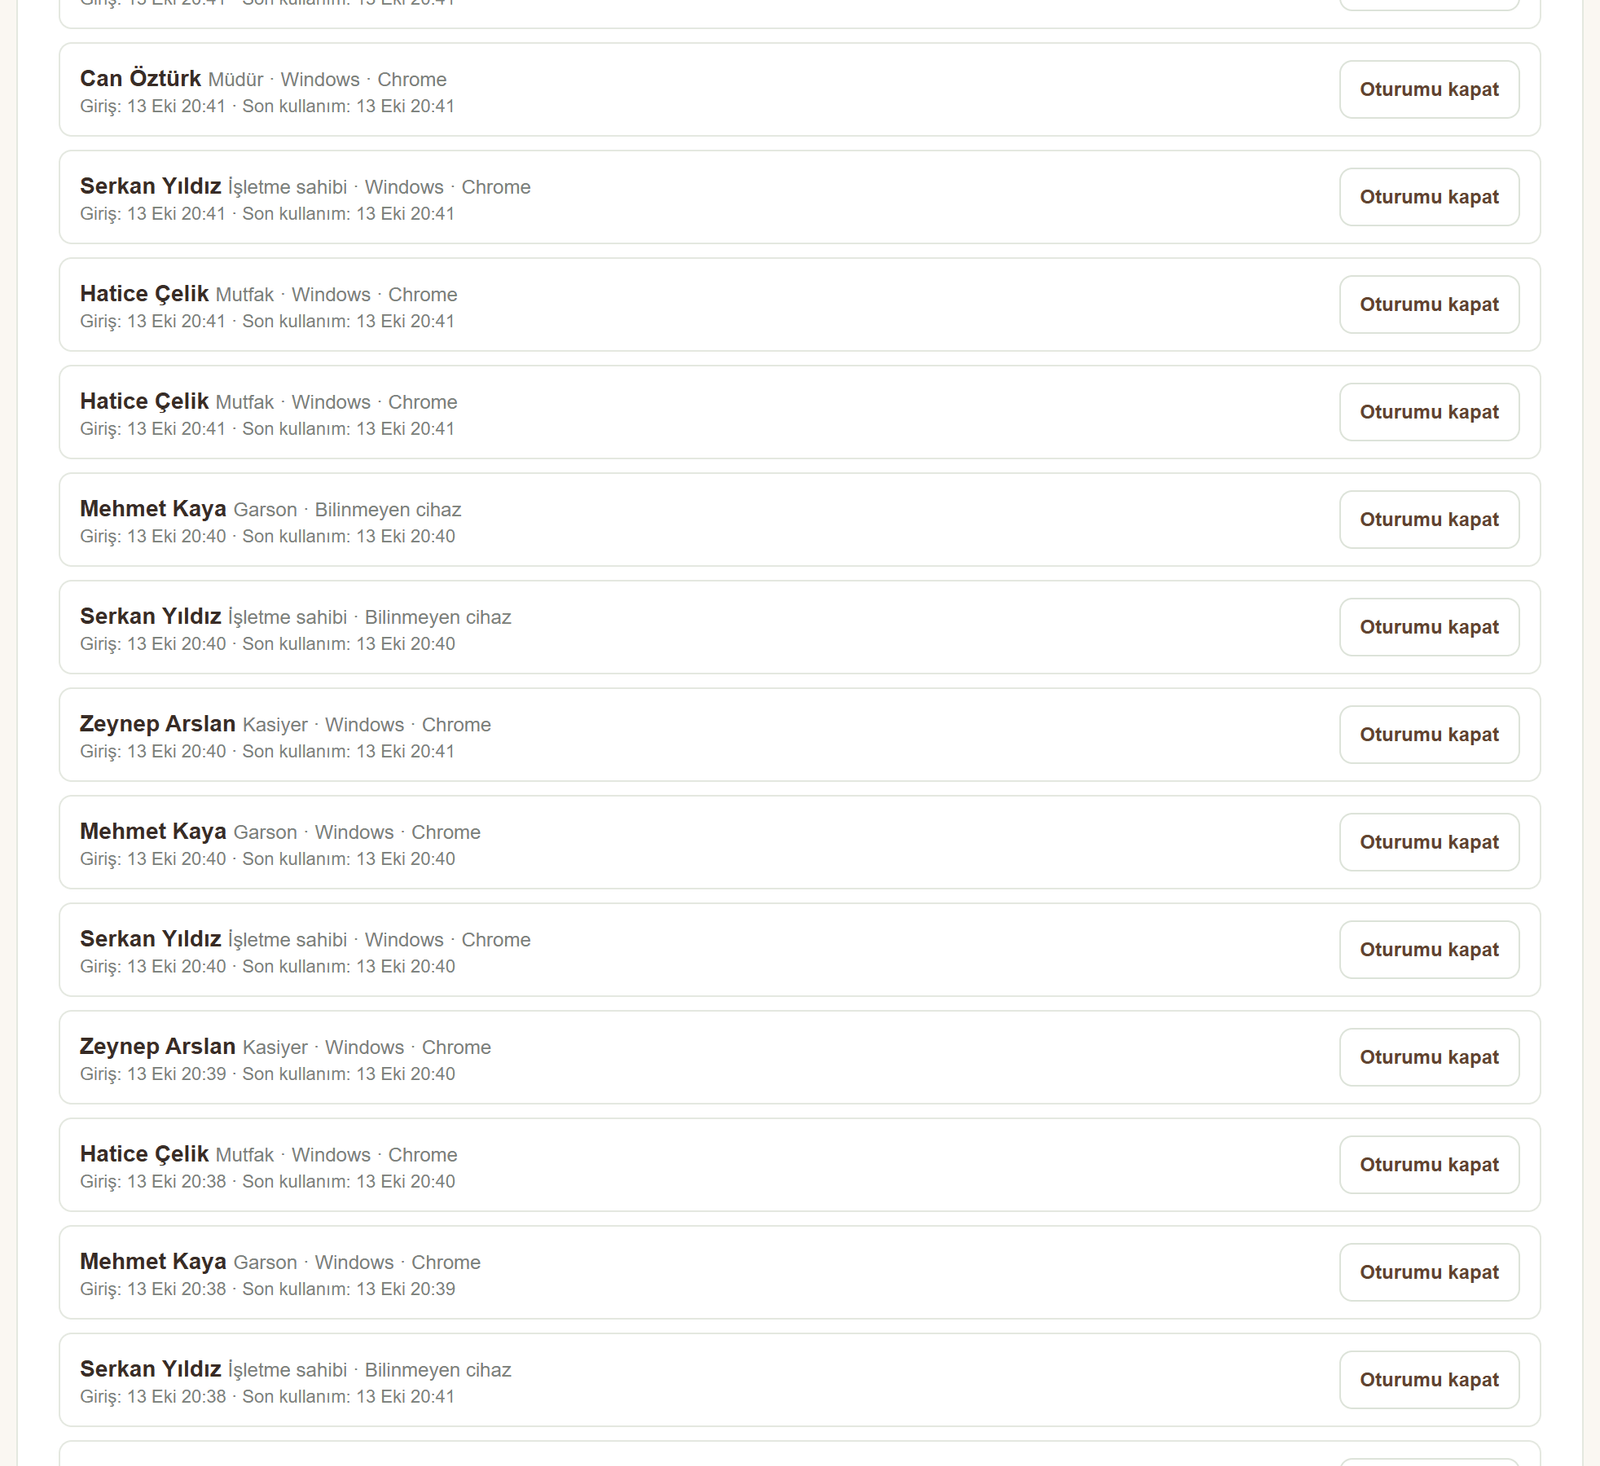 Giriş: 13 Eki 20:41 · Son kullanım: 13 Eki 20:41
Can Öztürk Müdür · Windows · Chrome
Giriş: 13 Eki 20:41 · Son kullanım: 13 Eki 20:41
Oturumu kapat
Serkan Yıldız İşletme sahibi · Windows · Chrome
Giriş: 13 Eki 20:41 · Son kullanım: 13 Eki 20:41
Oturumu kapat
Hatice Çelik Mutfak · Windows · Chrome
Giriş: 13 Eki 20:41 · Son kullanım: 13 Eki 20:41
Oturumu kapat
Hatice Çelik Mutfak · Windows · Chrome
Giriş: 13 Eki 20:41 · Son kullanım: 13 Eki 20:41
Oturumu kapat
Mehmet Kaya Garson · Bilinmeyen cihaz
Giriş: 13 Eki 20:40 · Son kullanım: 13 Eki 20:40
Oturumu kapat
Serkan Yıldız İşletme sahibi · Bilinmeyen cihaz
Giriş: 13 Eki 20:40 · Son kullanım: 13 Eki 20:40
Oturumu kapat
Zeynep Arslan Kasiyer · Windows · Chrome
Giriş: 13 Eki 20:40 · Son kullanım: 13 Eki 20:41
Oturumu kapat
Mehmet Kaya Garson · Windows · Chrome
Giriş: 13 Eki 20:40 · Son kullanım: 13 Eki 20:40
Oturumu kapat
Serkan Yıldız İşletme sahibi · Windows · Chrome
Giriş: 13 Eki 20:40 · Son kullanım: 13 Eki 20:40
Oturumu kapat
Zeynep Arslan Kasiyer · Windows · Chrome
Giriş: 13 Eki 20:39 · Son kullanım: 13 Eki 20:40
Oturumu kapat
Hatice Çelik Mutfak · Windows · Chrome
Giriş: 13 Eki 20:38 · Son kullanım: 13 Eki 20:40
Oturumu kapat
Mehmet Kaya Garson · Windows · Chrome
Giriş: 13 Eki 20:38 · Son kullanım: 13 Eki 20:39
Oturumu kapat
Serkan Yıldız İşletme sahibi · Bilinmeyen cihaz
Giriş: 13 Eki 20:38 · Son kullanım: 13 Eki 20:41
Oturumu kapat